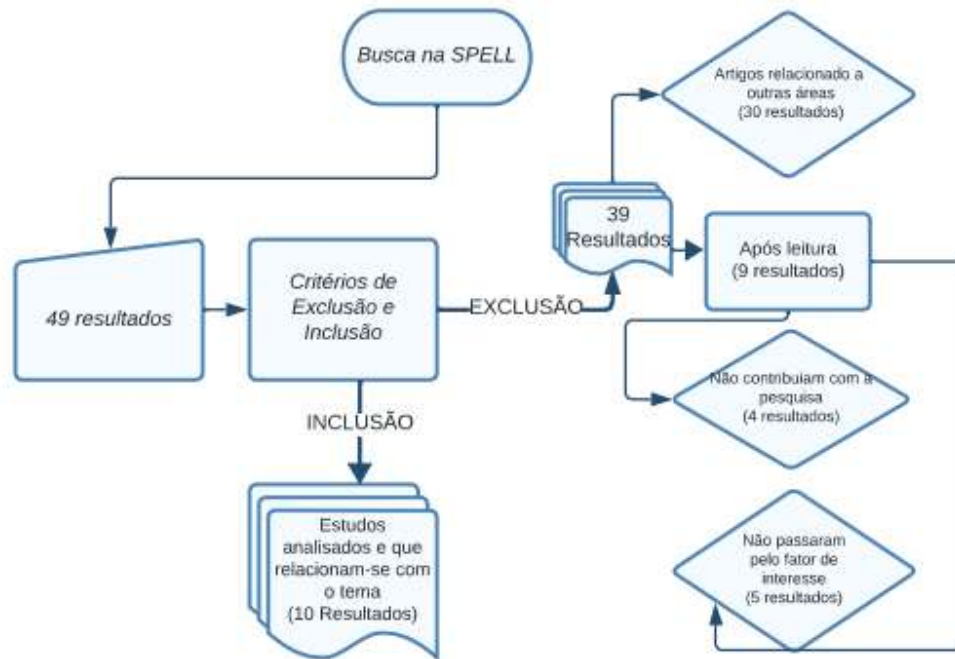 Busca na SPELL
Artigos relacionado a
outras áreas
(30 resultados)
39
Resultados
Após leitura
(9 resultados)
49 resultados
Critérios de
Exclusão e
Inclusão
EXCLUSÃO
Não contribuiam com a
pesquisa
(4 resultados)
INCLUSÃO
Estudos
analisados e que
relacionam-se com
o tema
(10 Resultados)
Não passaram
pelo fator de
interesse
(5 resultados)